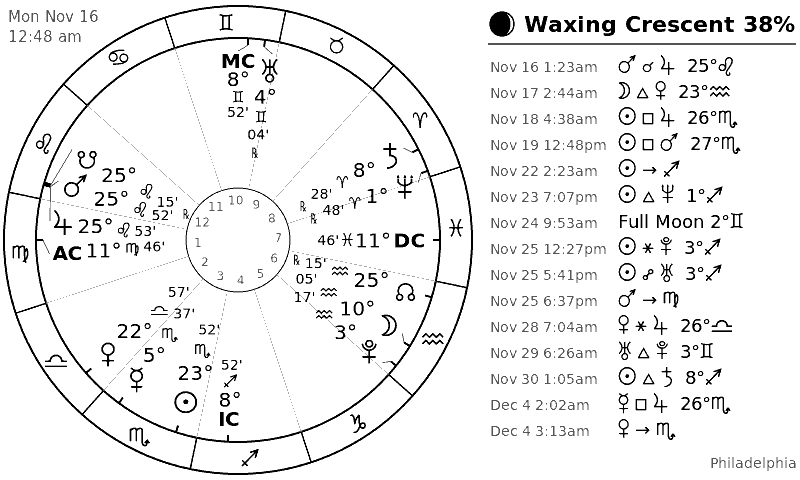 Mon Nov 16
12:48 am
Waxing Crescent 38%
Nov 16 1:23am ♂ ☌ ♃ 25°♌
Nov 17 2:44am ☽ △ ♀ 23°♒
Nov 18 4:38am ☉ □ ♃ 26°♏
Nov 19 12:48pm ☉ □ ♂ 27°♏
Nov 22 2:23am ☉ → ♐
Nov 23 7:07pm ☉ △ ♆ 1°♐
Nov 24 9:53am Full Moon 2°♊
Nov 25 12:27pm ☉ ⚹ ⯓ 3°♐
Nov 25 5:41pm ☉ ☍ ♅ 3°♐
Nov 25 6:37pm ♂ → ♍
Nov 28 7:04am ♀ ⚹ ♃ 26°♎
Nov 29 6:26am ♅ △ ⯓ 3°♊
Nov 30 1:05am ☉ △ ♄ 8°♐
Dec 4 2:02am ☿ □ ♃ 26°♏
Dec 4 3:13am ♀ → ♏
Philadelphia
♊
♉
♈
♓
♒
♑
♐
♏
♎
♍
♌
♋
MC 8° ♊ 52'
♅ 4° ♊ 04' ℞
♄ 8° ♈ 28' ℞
♆ 1° ♈ 48' ℞
DC 11° ♓ 46'
☊ 25° ♒ 15' ℞
☽ 10° ♒ 05'
⯓ 3° ♒ 17'
IC 8° ♐ 52'
☉ 23° ♏ 52'
☿ 5° ♏ 37'
♀ 22° ♎ 57'
AC 11° ♍ 46'
♃ 25° ♌ 53'
♂ 25° ♌ 52'
☋ 25° ♌ 15' ℞
1
2
3
4
5
6
7
8
9
10
11
12